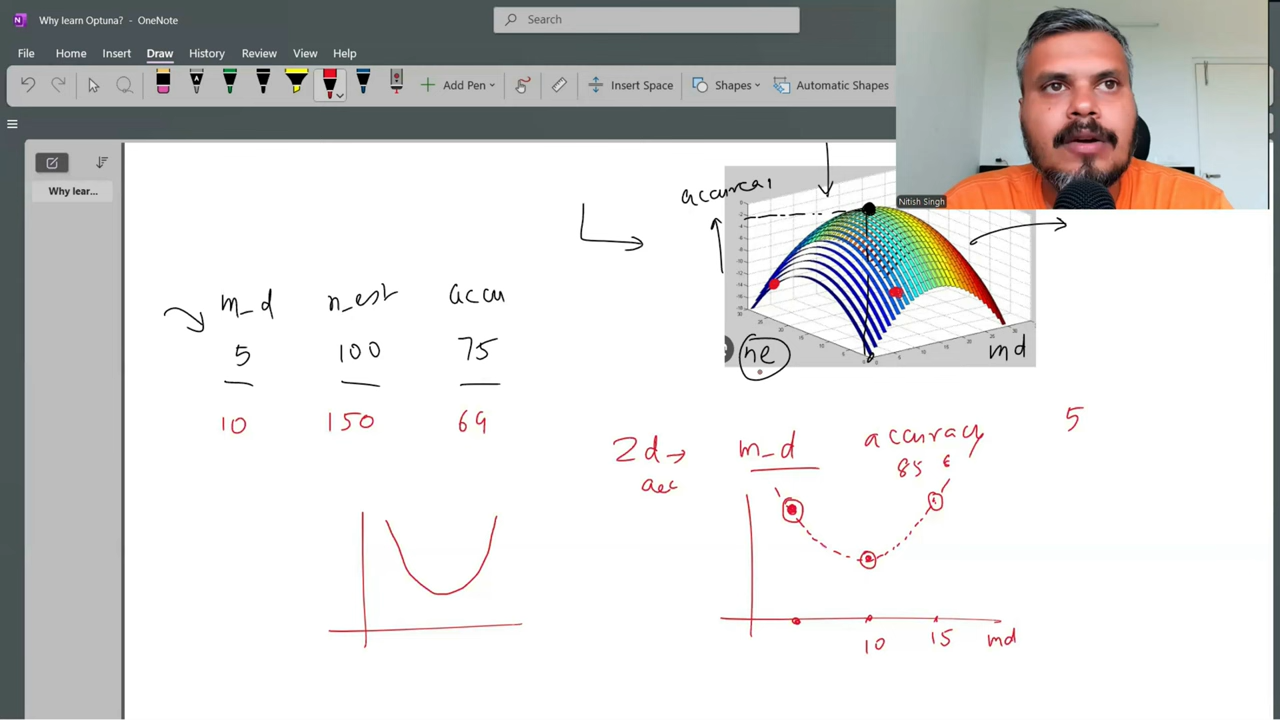 Why learn Optuna? - OneNote
Search
File Home Insert Draw History Review View Help
Add Pen Insert Space Shapes Automatic Shapes
Why lear...
Nitish Singh
m_d n_est accu
5 100 75
10 150 69
ne
md
2d → m_d accuracy 5
acc 85
10 15 md